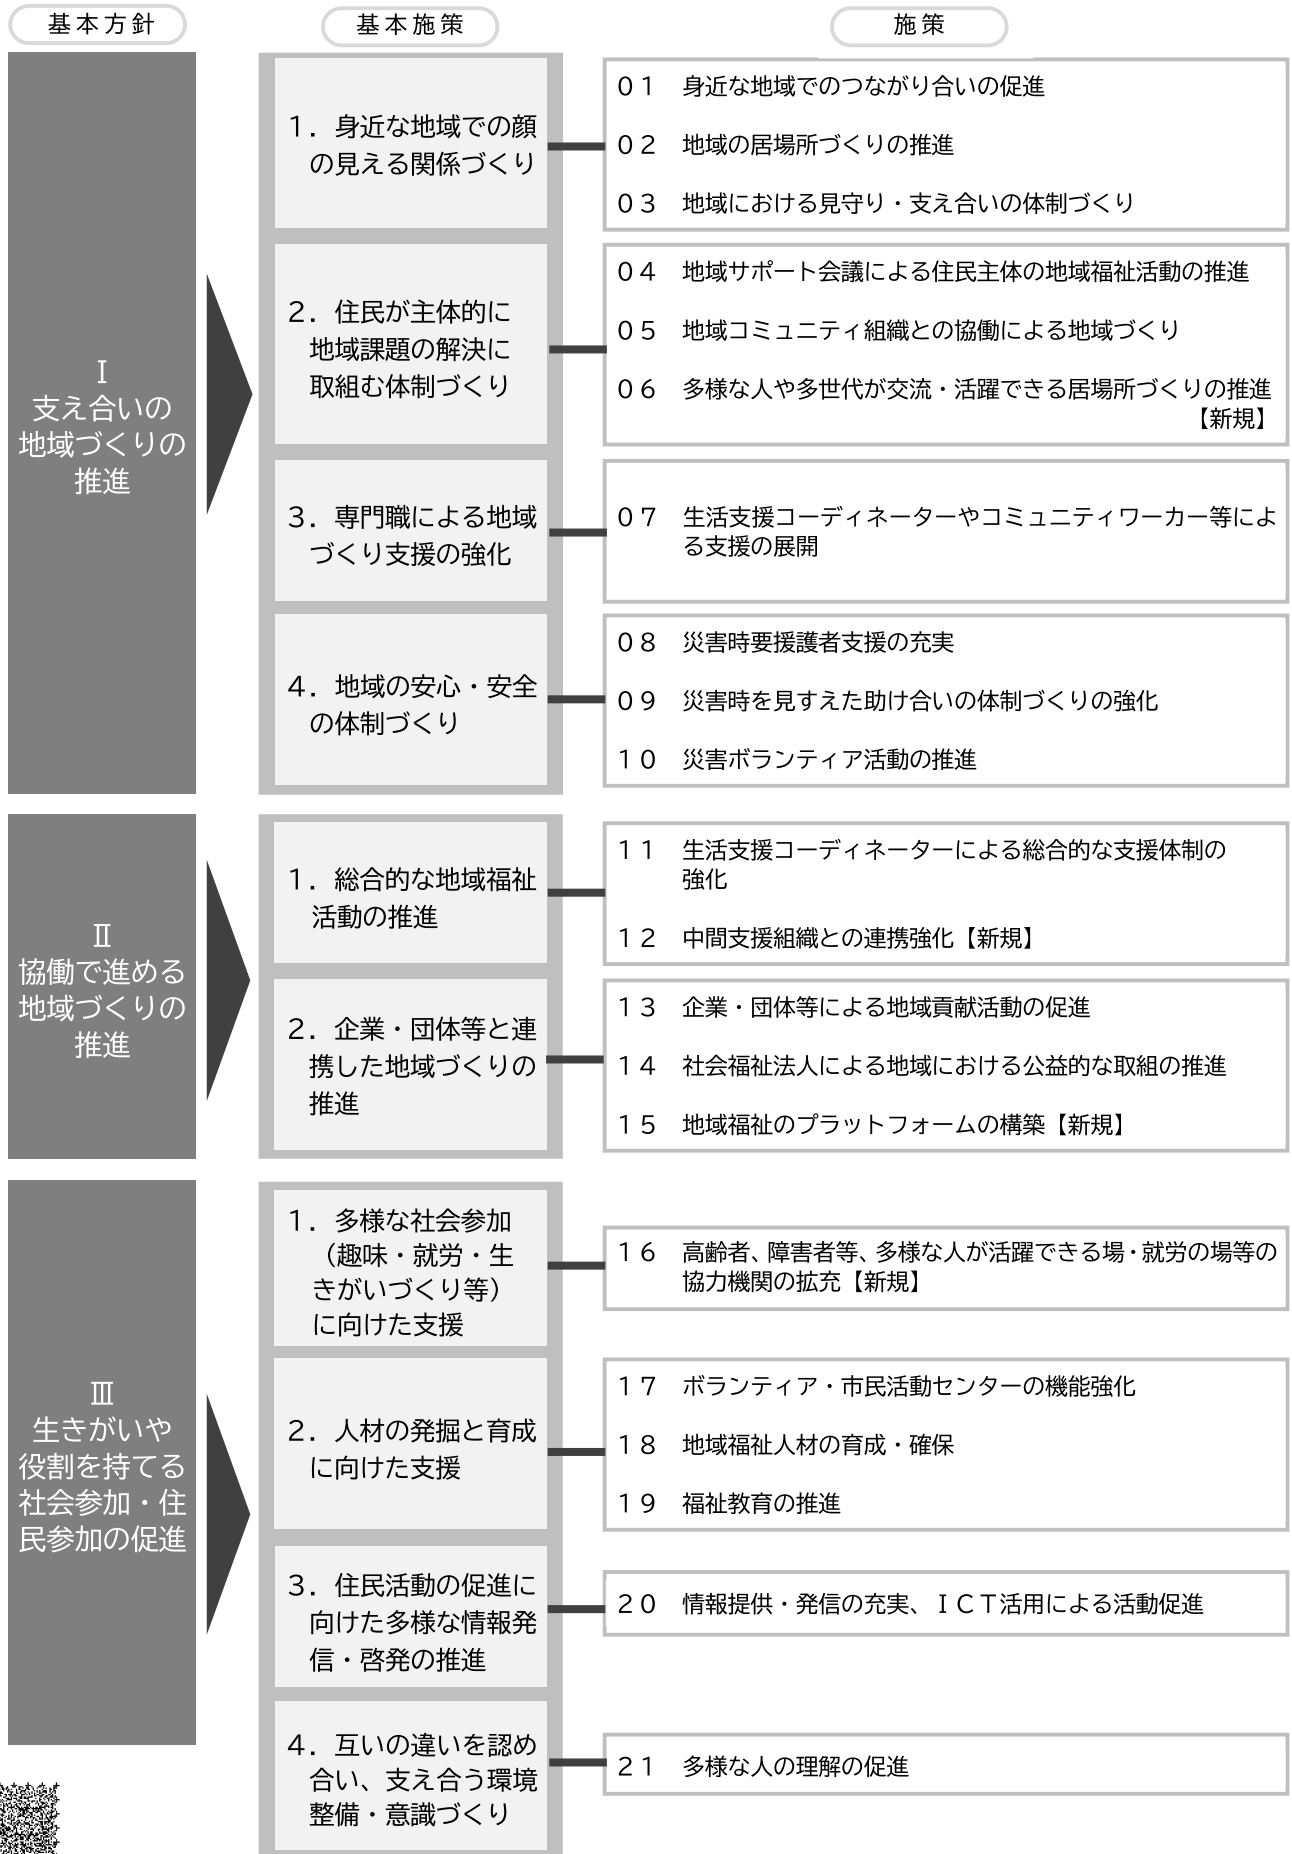 基本方針
基本施策
施策
Ⅰ
支え合いの
地域づくりの
推進
１．身近な地域での顔
の見える関係づくり
０１　身近な地域でのつながり合いの促進
０２　地域の居場所づくりの推進
０３　地域における見守り・支え合いの体制づくり
２．住民が主体的に
地域課題の解決に
取組む体制づくり
０４　地域サポート会議による住民主体の地域福祉活動の推進
０５　地域コミュニティ組織との協働による地域づくり
０６　多様な人や多世代が交流・活躍できる居場所づくりの推進
【新規】
３．専門職による地域
づくり支援の強化
０７　生活支援コーディネーターやコミュニティワーカー等によ
る支援の展開
４．地域の安心・安全
の体制づくり
０８　災害時要援護者支援の充実
０９　災害時を見すえた助け合いの体制づくりの強化
１０　災害ボランティア活動の推進
Ⅱ
協働で進める
地域づくりの
推進
１．総合的な地域福祉
活動の推進
１１　生活支援コーディネーターによる総合的な支援体制の
強化
１２　中間支援組織との連携強化【新規】
２．企業・団体等と連
携した地域づくりの
推進
１３　企業・団体等による地域貢献活動の促進
１４　社会福祉法人による地域における公益的な取組の推進
１５　地域福祉のプラットフォームの構築【新規】
Ⅲ
生きがいや
役割を持てる
社会参加・住
民参加の促進
１．多様な社会参加
（趣味・就労・生
きがいづくり等）
に向けた支援
１６　高齢者、障害者等、多様な人が活躍できる場・就労の場等の
協力機関の拡充【新規】
２．人材の発掘と育成
に向けた支援
１７　ボランティア・市民活動センターの機能強化
１８　地域福祉人材の育成・確保
１９　福祉教育の推進
３．住民活動の促進に
向けた多様な情報発
信・啓発の推進
２０　情報提供・発信の充実、ＩＣＴ活用による活動促進
４．互いの違いを認め
合い、支え合う環境
整備・意識づくり
２１　多様な人の理解の促進